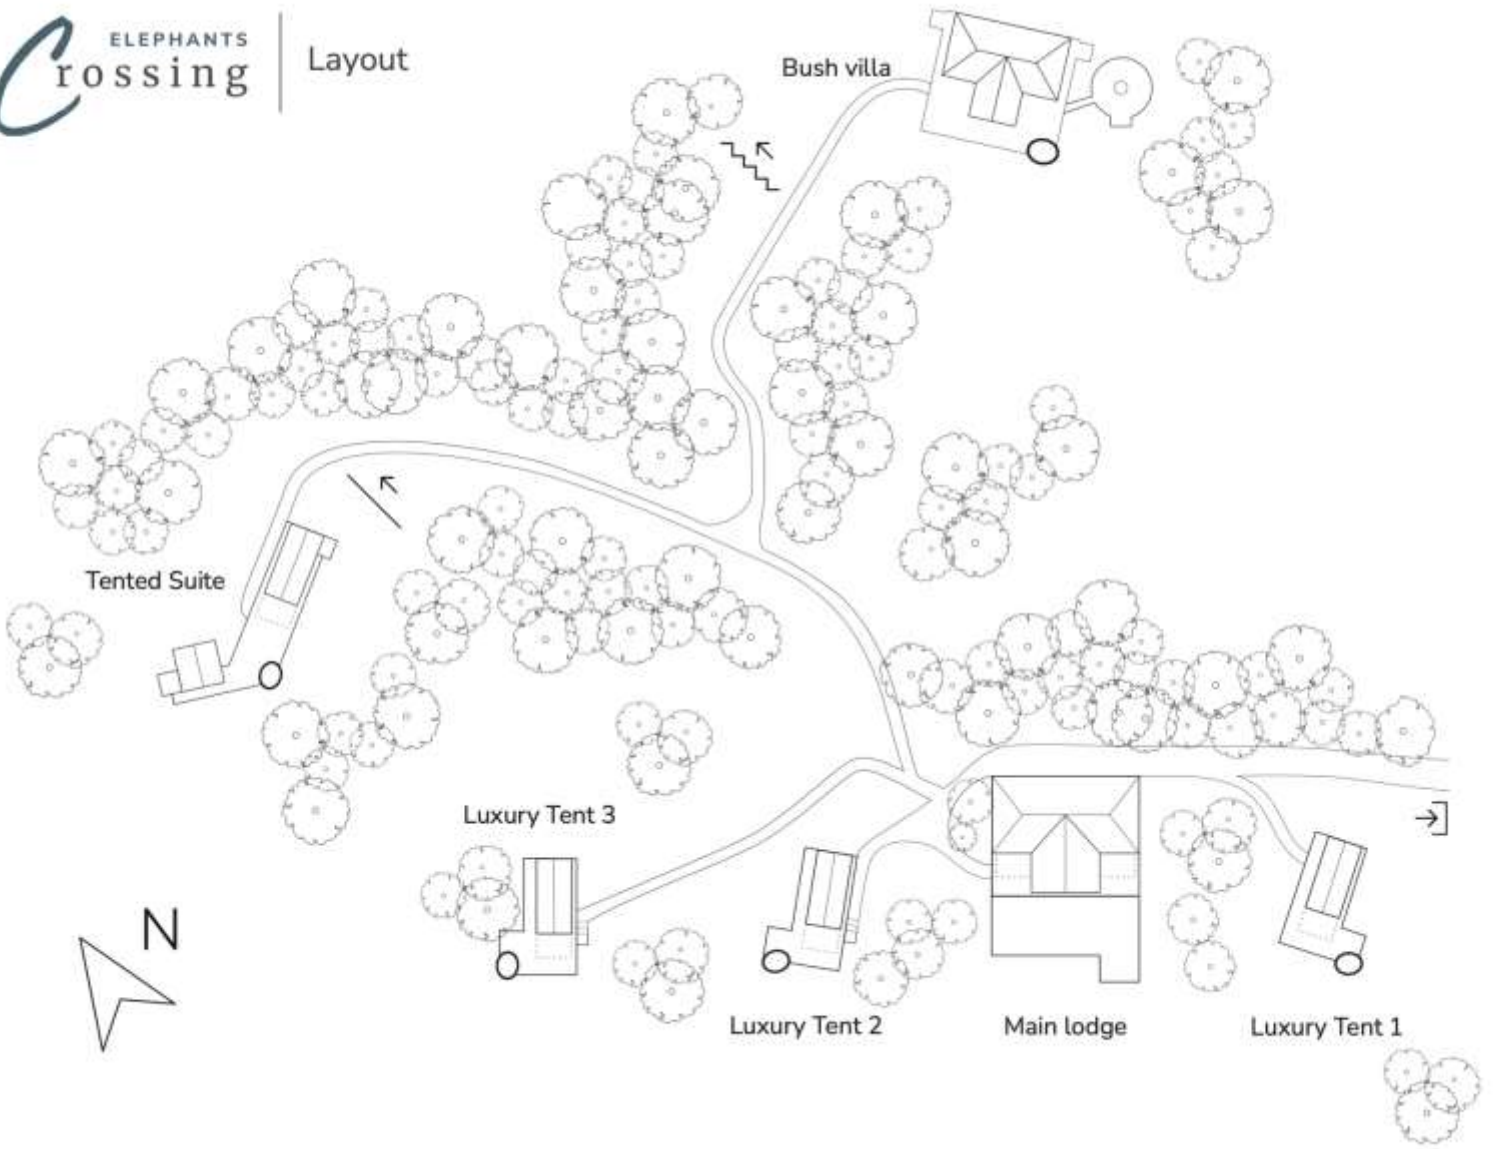 ELEPHANTS
Crossing
Layout
Bush villa
Tented Suite
Luxury Tent 3
N
Luxury Tent 2
Main lodge
Luxury Tent 1